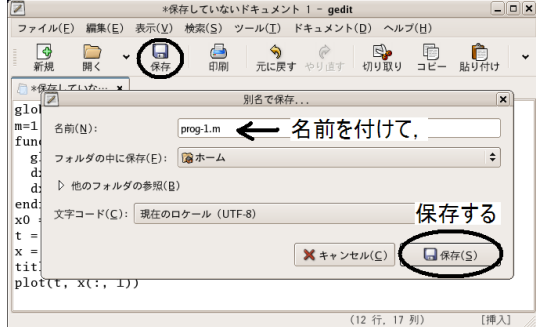 *保存していないドキュメント 1 - gedit
ファイル(F) 編集(E) 表示(V) 検索(S) ツール(T) ドキュメント(D) ヘルプ(H)
新規 開く 保存 印刷 元に戻す やり直す 切り取り コピー 貼り付け
*保存していな…
別名で保存...
glo
m=1
名前(N): prog-1.m 名前を付けて,
func
g
フォルダの中に保存(F): ホーム
d
d
他のフォルダの参照(B)
end
x0 =
文字コード(C): 現在のロケール (UTF-8) 保存する
t =
x =
キャンセル(C) 保存(S)
tit
plot(t, x(:, 1))
(12 行, 17 列) [挿入]